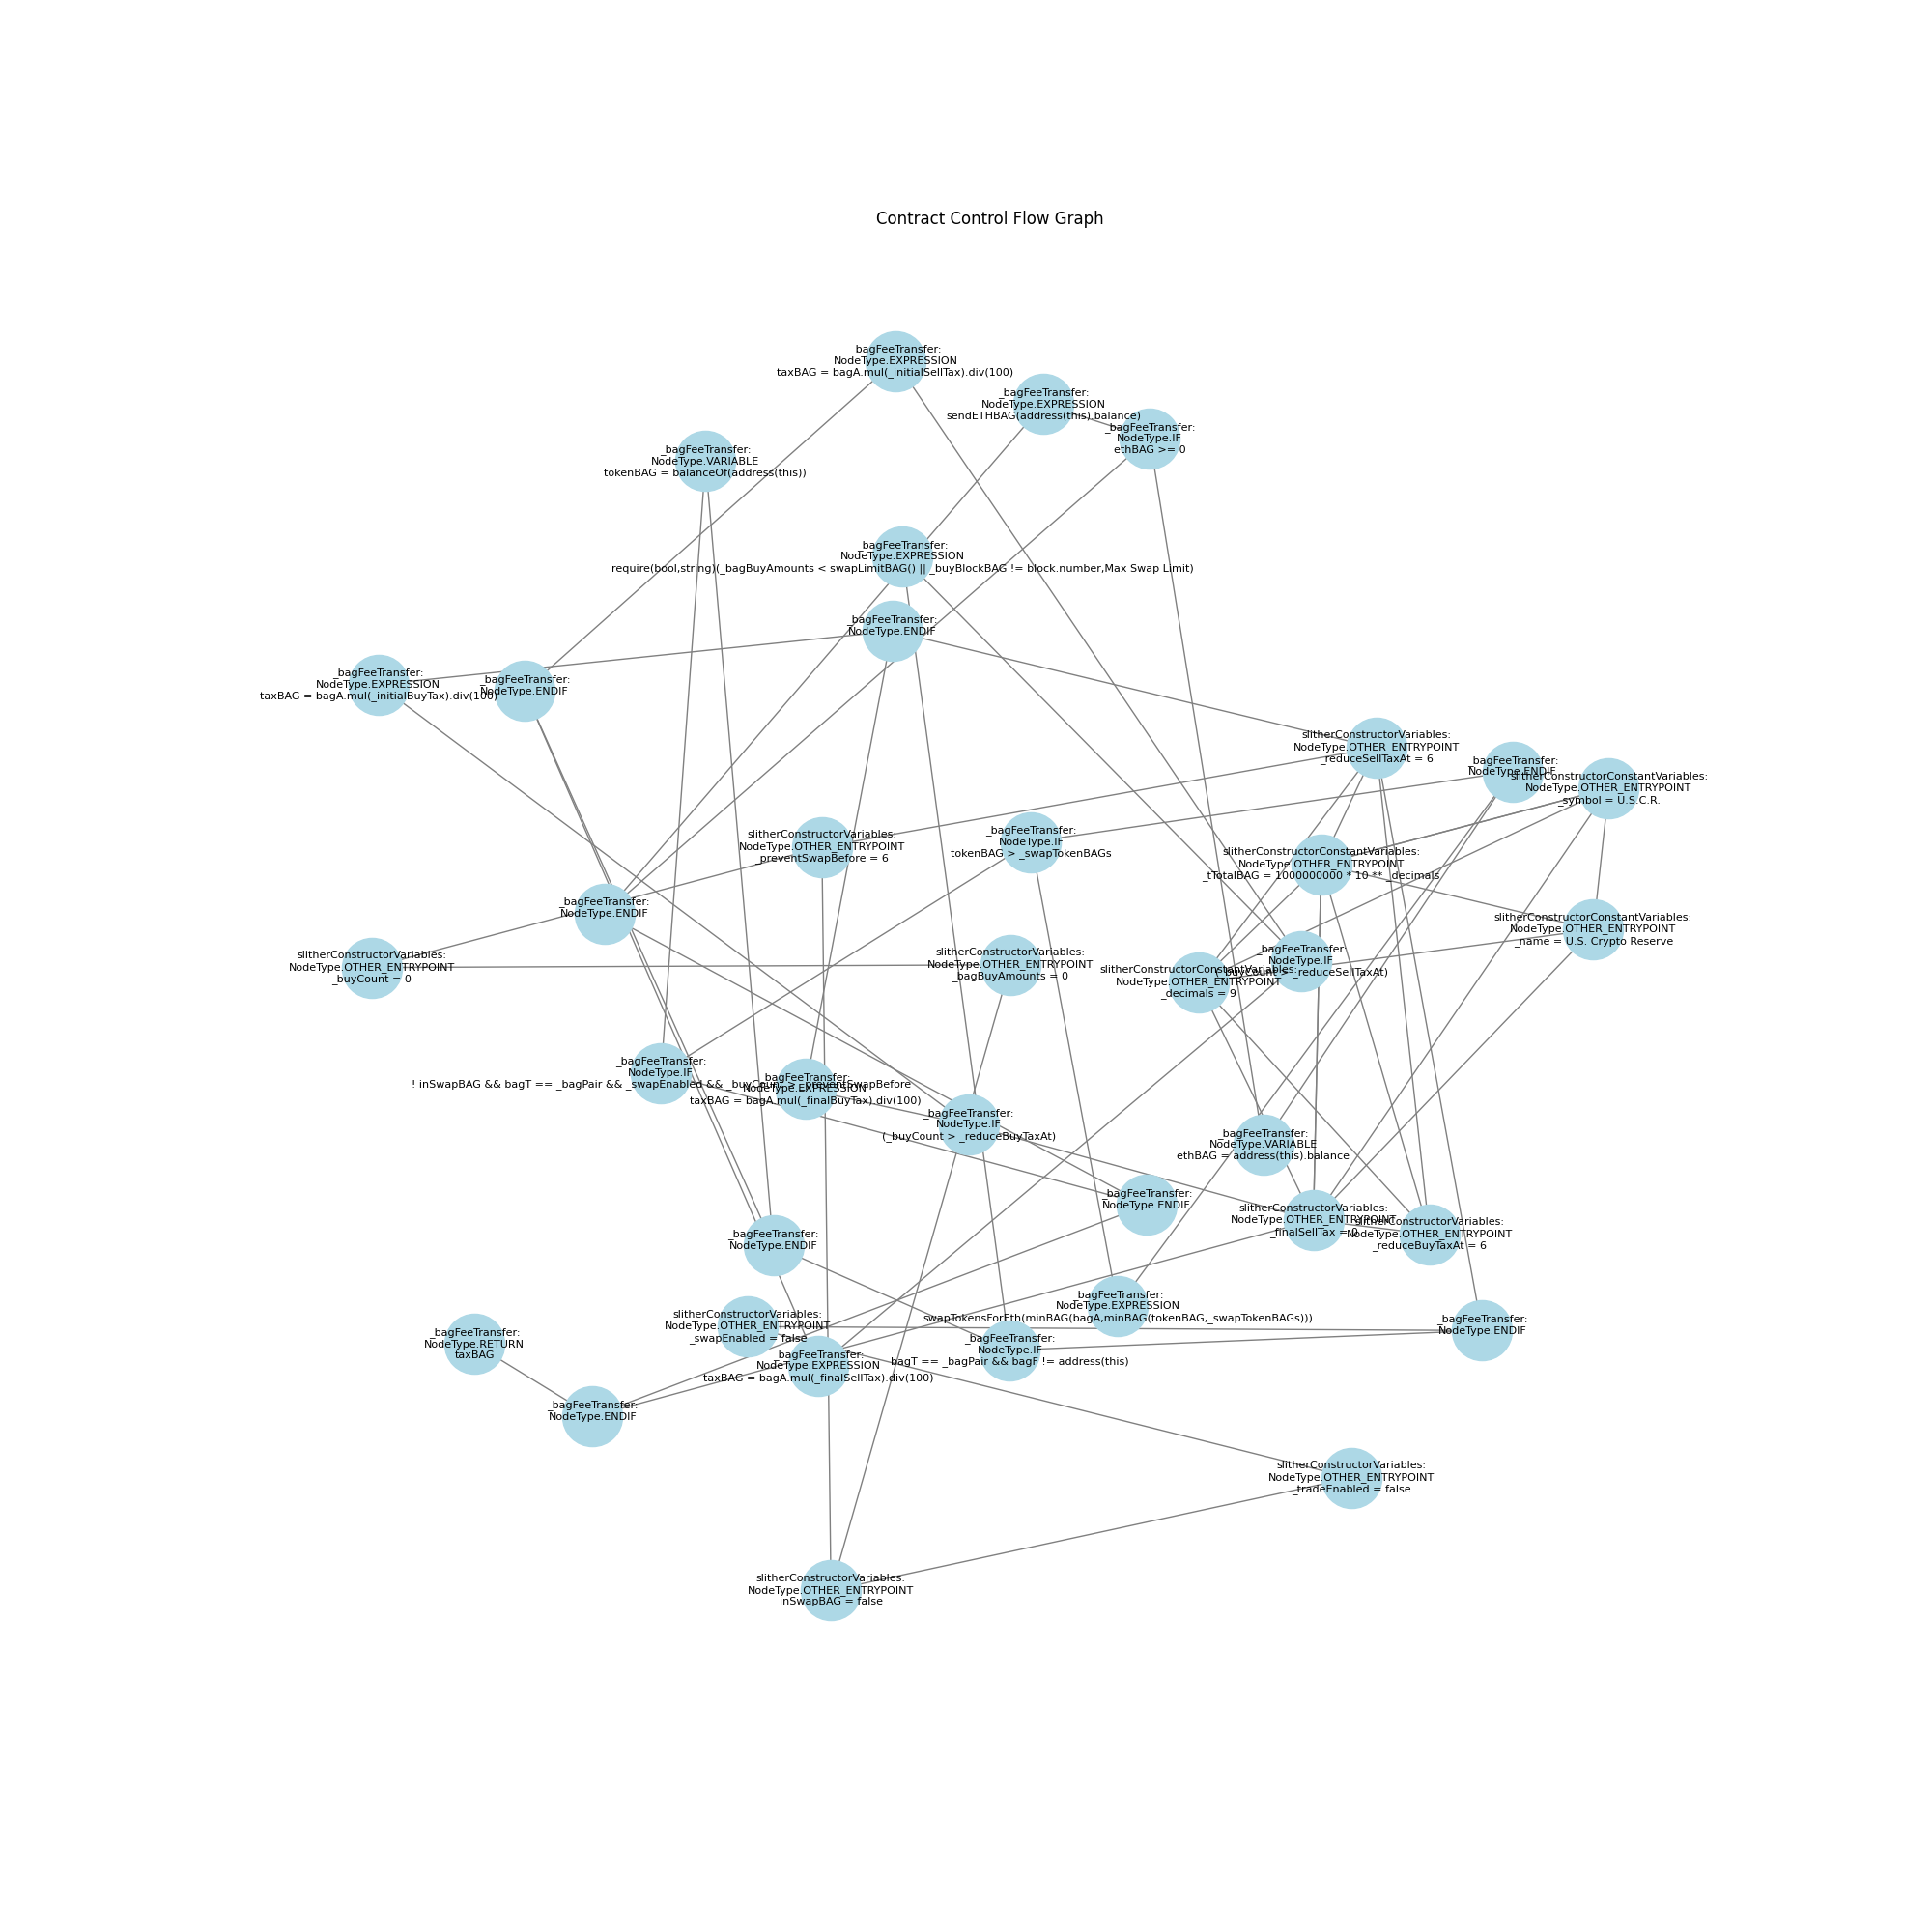 Contract Control Flow Graph
_bagFeeTransfer:
NodeType.EXPRESSION
taxBAG = bagA.mul(_initialSellTax).div(100)
_bagFeeTransfer:
NodeType.EXPRESSION
sendETHBAG(address(this).balance)
_bagFeeTransfer:
NodeType.IF
ethBAG >= 0
_bagFeeTransfer:
NodeType.VARIABLE
tokenBAG = balanceOf(address(this))
_bagFeeTransfer:
NodeType.EXPRESSION
require(bool,string)(_bagBuyAmounts < swapLimitBAG() || _buyBlockBAG != block.number,Max Swap Limit)
_bagFeeTransfer:
NodeType.ENDIF
_bagFeeTransfer:
NodeType.EXPRESSION
taxBAG = bagA.mul(_initialBuyTax).div(100)
_bagFeeTransfer:
NodeType.ENDIF
slitherConstructorVariables:
NodeType.OTHER_ENTRYPOINT
_reduceSellTaxAt = 6
_bagFeeTransfer:
NodeType.ENDIF
slitherConstructorConstantVariables:
NodeType.OTHER_ENTRYPOINT
_symbol = U.S.C.R.
slitherConstructorVariables:
NodeType.OTHER_ENTRYPOINT
_preventSwapBefore = 6
_bagFeeTransfer:
NodeType.IF
tokenBAG > _swapTokenBAGs
slitherConstructorConstantVariables:
NodeType.OTHER_ENTRYPOINT
_tTotalBAG = 1000000000 * 10 ** _decimals
_bagFeeTransfer:
NodeType.ENDIF
slitherConstructorConstantVariables:
NodeType.OTHER_ENTRYPOINT
_name = U.S. Crypto Reserve
slitherConstructorVariables:
NodeType.OTHER_ENTRYPOINT
_buyCount = 0
slitherConstructorVariables:
NodeType.OTHER_ENTRYPOINT
_bagBuyAmounts = 0
_bagFeeTransfer:
NodeType.IF
(_buyCount > _reduceSellTaxAt)
slitherConstructorConstantVariables:
NodeType.OTHER_ENTRYPOINT
_decimals = 9
_bagFeeTransfer:
NodeType.IF
! inSwapBAG && bagT == _bagPair && _swapEnabled && _buyCount > _preventSwapBefore
_bagFeeTransfer:
NodeType.EXPRESSION
taxBAG = bagA.mul(_finalBuyTax).div(100)
_bagFeeTransfer:
NodeType.IF
(_buyCount > _reduceBuyTaxAt)
_bagFeeTransfer:
NodeType.VARIABLE
ethBAG = address(this).balance
_bagFeeTransfer:
NodeType.ENDIF
slitherConstructorVariables:
NodeType.OTHER_ENTRYPOINT
_finalSellTax = 0
slitherConstructorVariables:
NodeType.OTHER_ENTRYPOINT
_reduceBuyTaxAt = 6
_bagFeeTransfer:
NodeType.ENDIF
_bagFeeTransfer:
NodeType.EXPRESSION
swapTokensForEth(minBAG(bagA,minBAG(tokenBAG,_swapTokenBAGs)))
slitherConstructorVariables:
NodeType.OTHER_ENTRYPOINT
_swapEnabled = false
_bagFeeTransfer:
NodeType.ENDIF
_bagFeeTransfer:
NodeType.RETURN
taxBAG
_bagFeeTransfer:
NodeType.IF
bagT == _bagPair && bagF != address(this)
_bagFeeTransfer:
NodeType.EXPRESSION
taxBAG = bagA.mul(_finalSellTax).div(100)
_bagFeeTransfer:
NodeType.ENDIF
slitherConstructorVariables:
NodeType.OTHER_ENTRYPOINT
_tradeEnabled = false
slitherConstructorVariables:
NodeType.OTHER_ENTRYPOINT
inSwapBAG = false